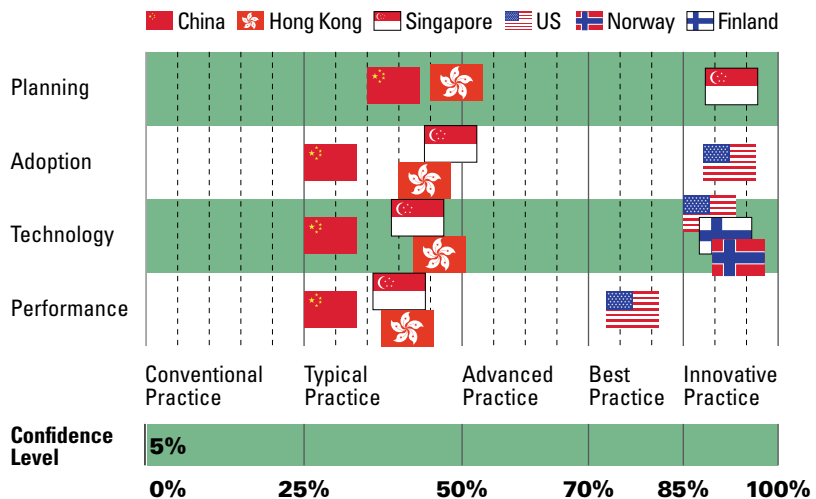 China Hong Kong Singapore US Norway Finland
Planning
Adoption
Technology
Performance
Conventional Practice
Typical Practice
Advanced Practice
Best Practice
Innovative Practice
Confidence Level
5%
0% 25% 50% 70% 85% 100%